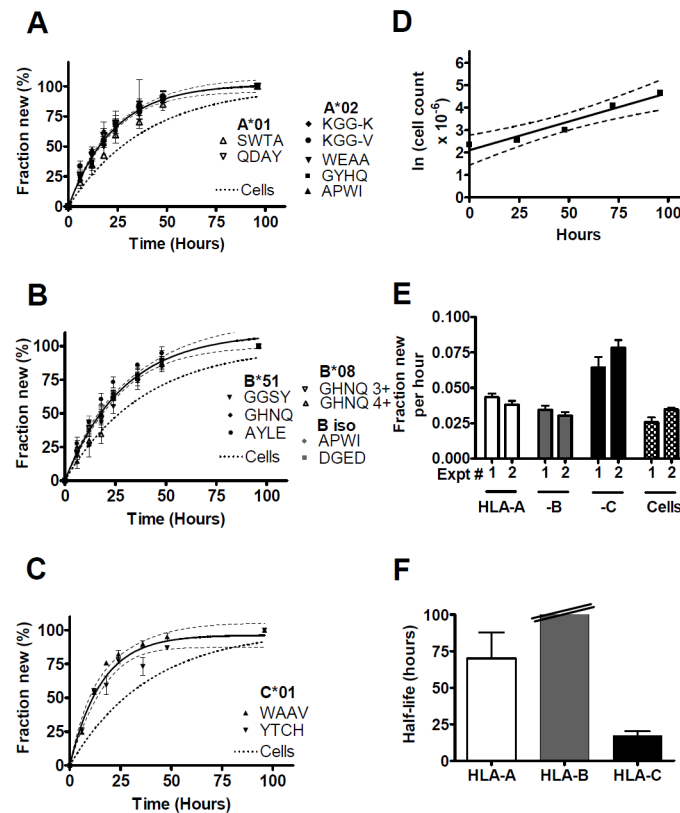 A
Fraction new (%)
100
75
50
25
0
0 25 50 75 100
Time (Hours)
A*01
SWTA
QDAY
Cells
A*02
KGG-K
KGG-V
WEAA
GYHQ
APWI
D
ln (cell count
x 10-6)
6
5
4
3
2
1
0
0 25 50 75 100
Hours
B
Fraction new (%)
100
75
50
25
0
0 25 50 75 100
Time (Hours)
B*51
GGSY
GHNQ
AYLE
Cells
B*08
GHNQ 3+
GHNQ 4+
B iso
APWI
DGED
E
Fraction new
per hour
0.100
0.075
0.050
0.025
0.000
Expt # 1 2 1 2 1 2 1 2
HLA-A -B -C Cells
C
Fraction new (%)
100
75
50
25
0
0 25 50 75 100
Time (Hours)
C*01
WAAV
YTCH
Cells
F
Half-life (hours)
100
75
50
25
0
HLA-A HLA-B HLA-C